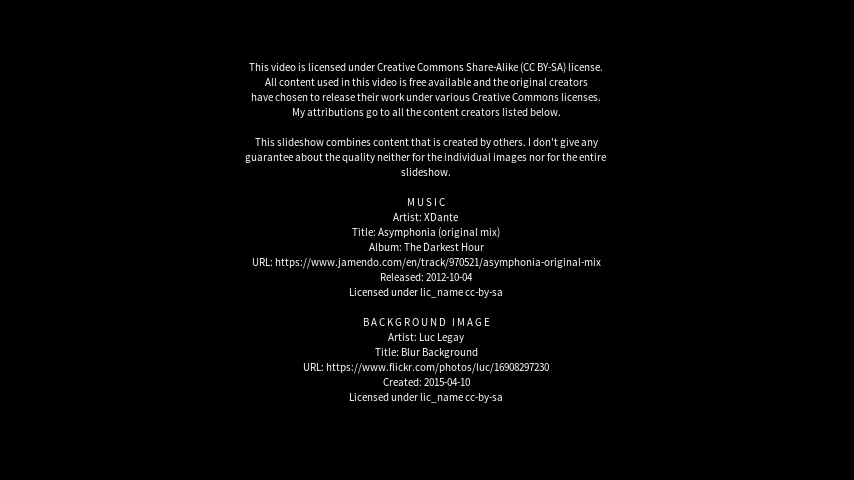 This video is licensed under Creative Commons Share-Alike (CC BY-SA) license.
All content used in this video is free available and the original creators
have chosen to release their work under various Creative Commons licenses.
My attributions go to all the content creators listed below.
This slideshow combines content that is created by others. I don't give any
guarantee about the quality neither for the individual images nor for the entire
slideshow.
MUSIC
Artist: XDante
Title: Asymphonia (original mix)
Album: The Darkest Hour
URL: https://www.jamendo.com/en/track/970521/asymphonia-original-mix
Released: 2012-10-04
Licensed under lic_name cc-by-sa
BACKGROUND IMAGE
Artist: Luc Legay
Title: Blur Background
URL: https://www.flickr.com/photos/luc/16908297230
Created: 2015-04-10
Licensed under lic_name cc-by-sa